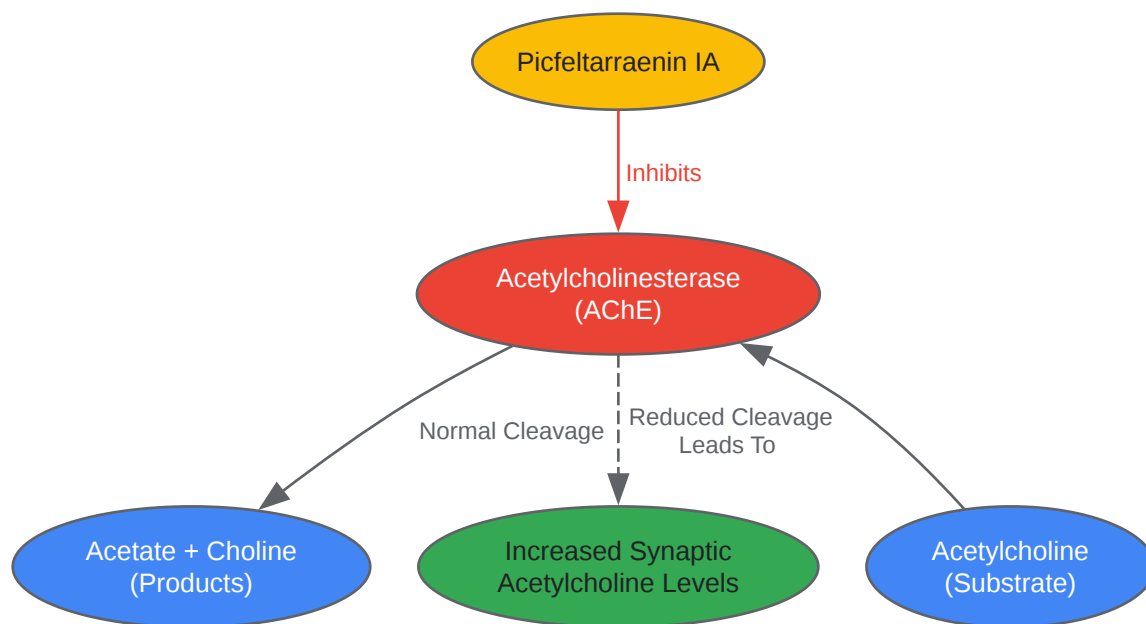 Picfeltarraenin IA
Inhibits
Acetylcholinesterase
(AChE)
Normal Cleavage
Reduced Cleavage
Leads To
Acetate + Choline
(Products)
Increased Synaptic
Acetylcholine Levels
Acetylcholine
(Substrate)